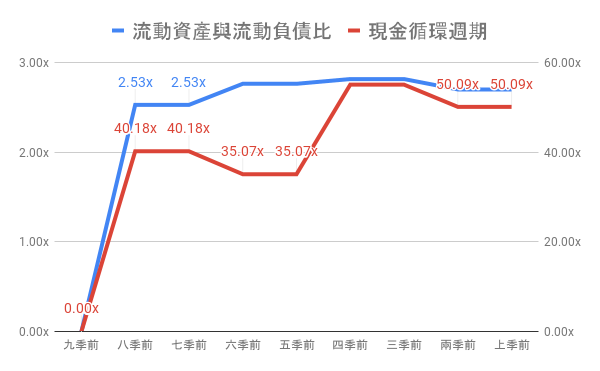 流動資產與流動負債比 現金循環週期
3.00x 60.00x
2.53x 2.53x 50.09x 50.09x
40.18x 40.18x
2.00x 35.07x 35.07x 40.00x
1.00x 20.00x
0.00x
0.00x 0.00x
九季前 八季前 七季前 六季前 五季前 四季前 三季前 兩季前 上季前